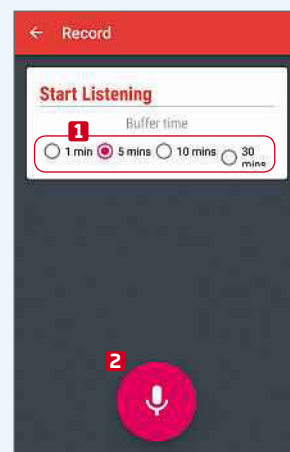 Record
Start Listening
1
Buffer time
1 min 5 mins 10 mins 30 mins
2